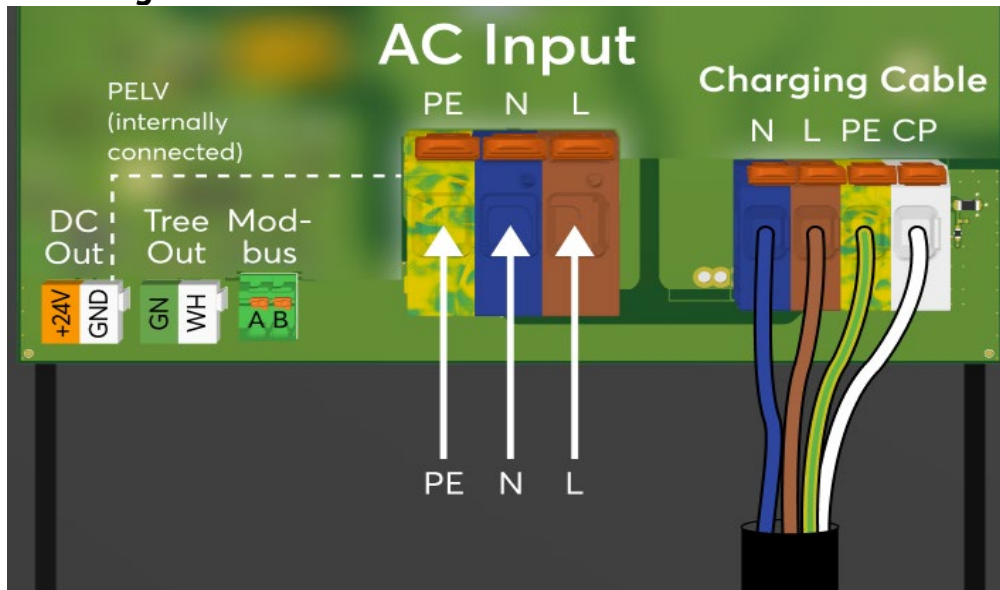 AC Input
PE N L
Charging Cable
N L PE CP
PELV
(internally
connected)
DC
Out
Tree
Out
Mod-
bus
+24V
GND
GN
WH
A B
PE N L